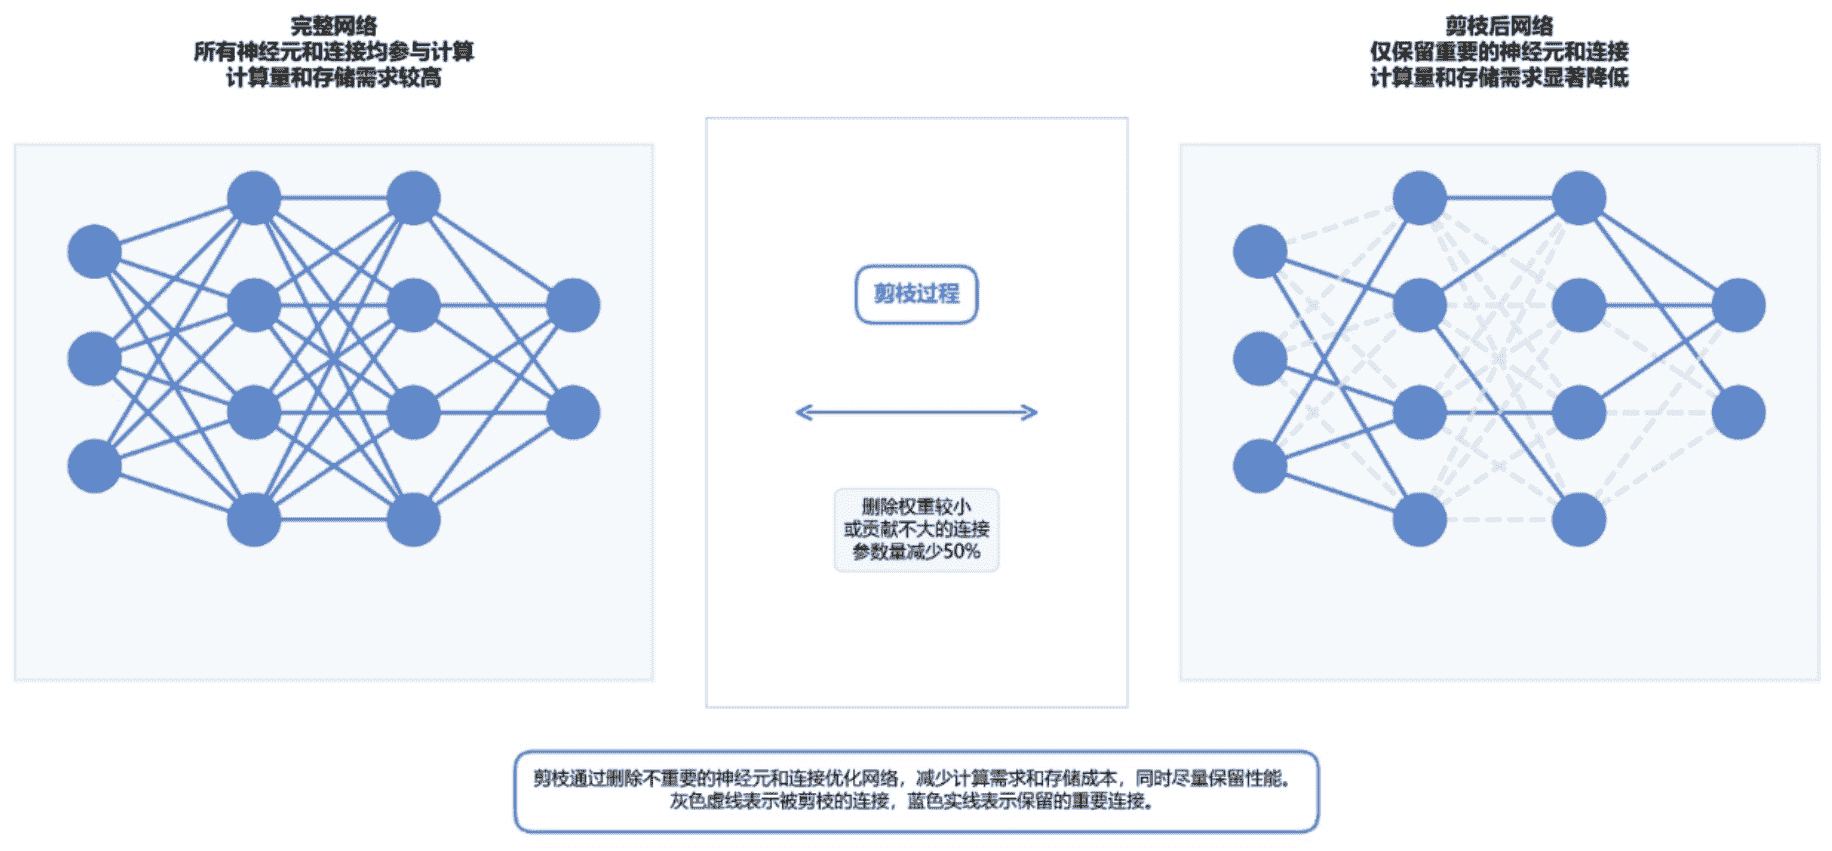 完整网络
所有神经元和连接均参与计算
计算量和存储需求较高
剪枝后网络
仅保留重要的神经元和连接
计算量和存储需求显著降低
剪枝过程
删除权重较小
或贡献不大的连接
参数量减少50%
剪枝通过删除不重要的神经元和连接优化网络，减少计算需求和存储成本，同时尽量保留性能。
灰色虚线表示被剪枝的连接，蓝色实线表示保留的重要连接。